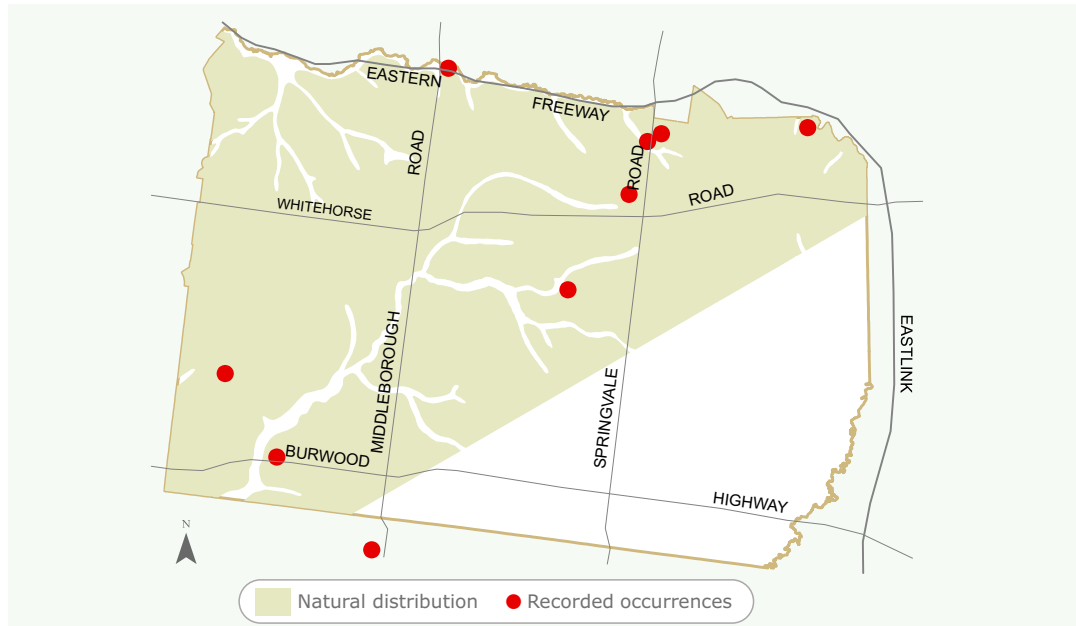 EASTERN
FREEWAY
ROAD
ROAD
ROAD
WHITEHORSE
MIDDLEBOROUGH
EASTLINK
SPRINGVALE
BURWOOD
HIGHWAY
N
Natural distribution
Recorded occurrences